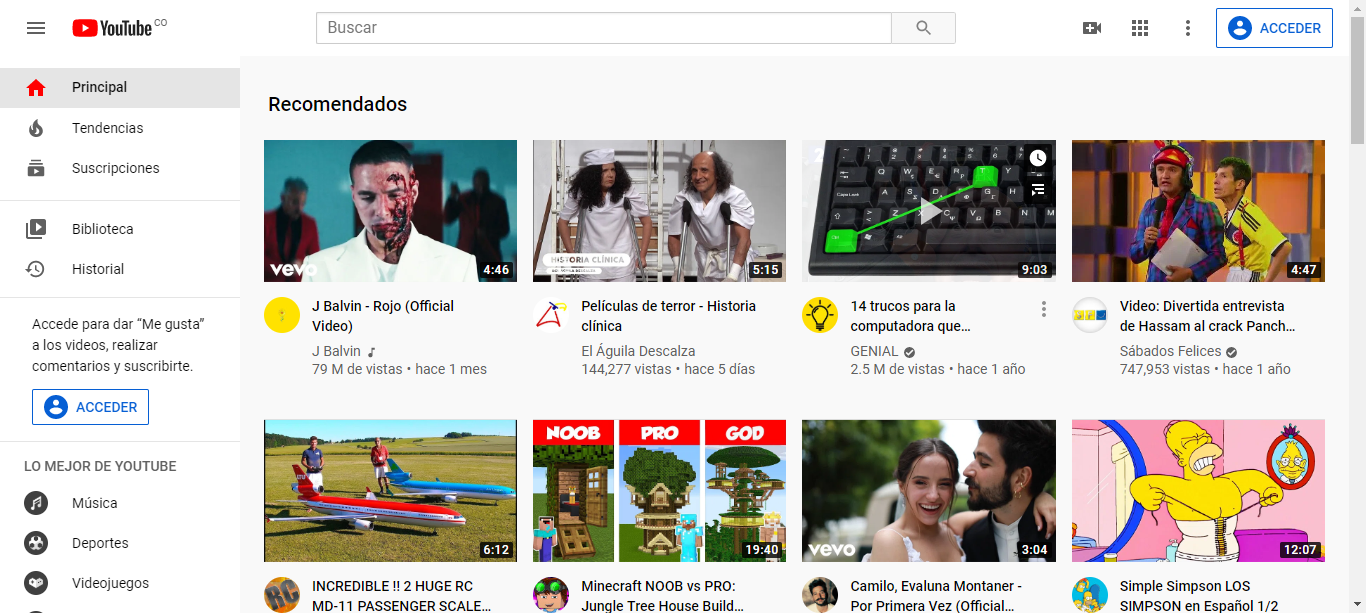 YouTube CO
Buscar
ACCEDER
Principal
Tendencias
Suscripciones
Biblioteca
Historial
Accede para dar “Me gusta”
a los videos, realizar
comentarios y suscribirte.
ACCEDER
LO MEJOR DE YOUTUBE
Música
Deportes
Videojuegos
Recomendados
vevo
4:46
HISTORIA CLÍNICA
5:15
9:03
4:47
J Balvin - Rojo (Official
Video)
J Balvin
79 M de vistas • hace 1 mes
Películas de terror - Historia
clínica
El Águila Descalza
144,277 vistas • hace 5 días
14 trucos para la
computadora que…
GENIAL
2.5 M de vistas • hace 1 año
Video: Divertida entrevista
de Hassam al crack Panch…
Sábados Felices
747,953 vistas • hace 1 año
6:12
NOOB
PRO
GOD
19:40
vevo
3:04
12:07
RC
INCREDIBLE !! 2 HUGE RC
MD-11 PASSENGER SCALE…
Minecraft NOOB vs PRO:
Jungle Tree House Build…
Camilo, Evaluna Montaner -
Por Primera Vez (Official…
Simple Simpson LOS
SIMPSON en Español 1/2